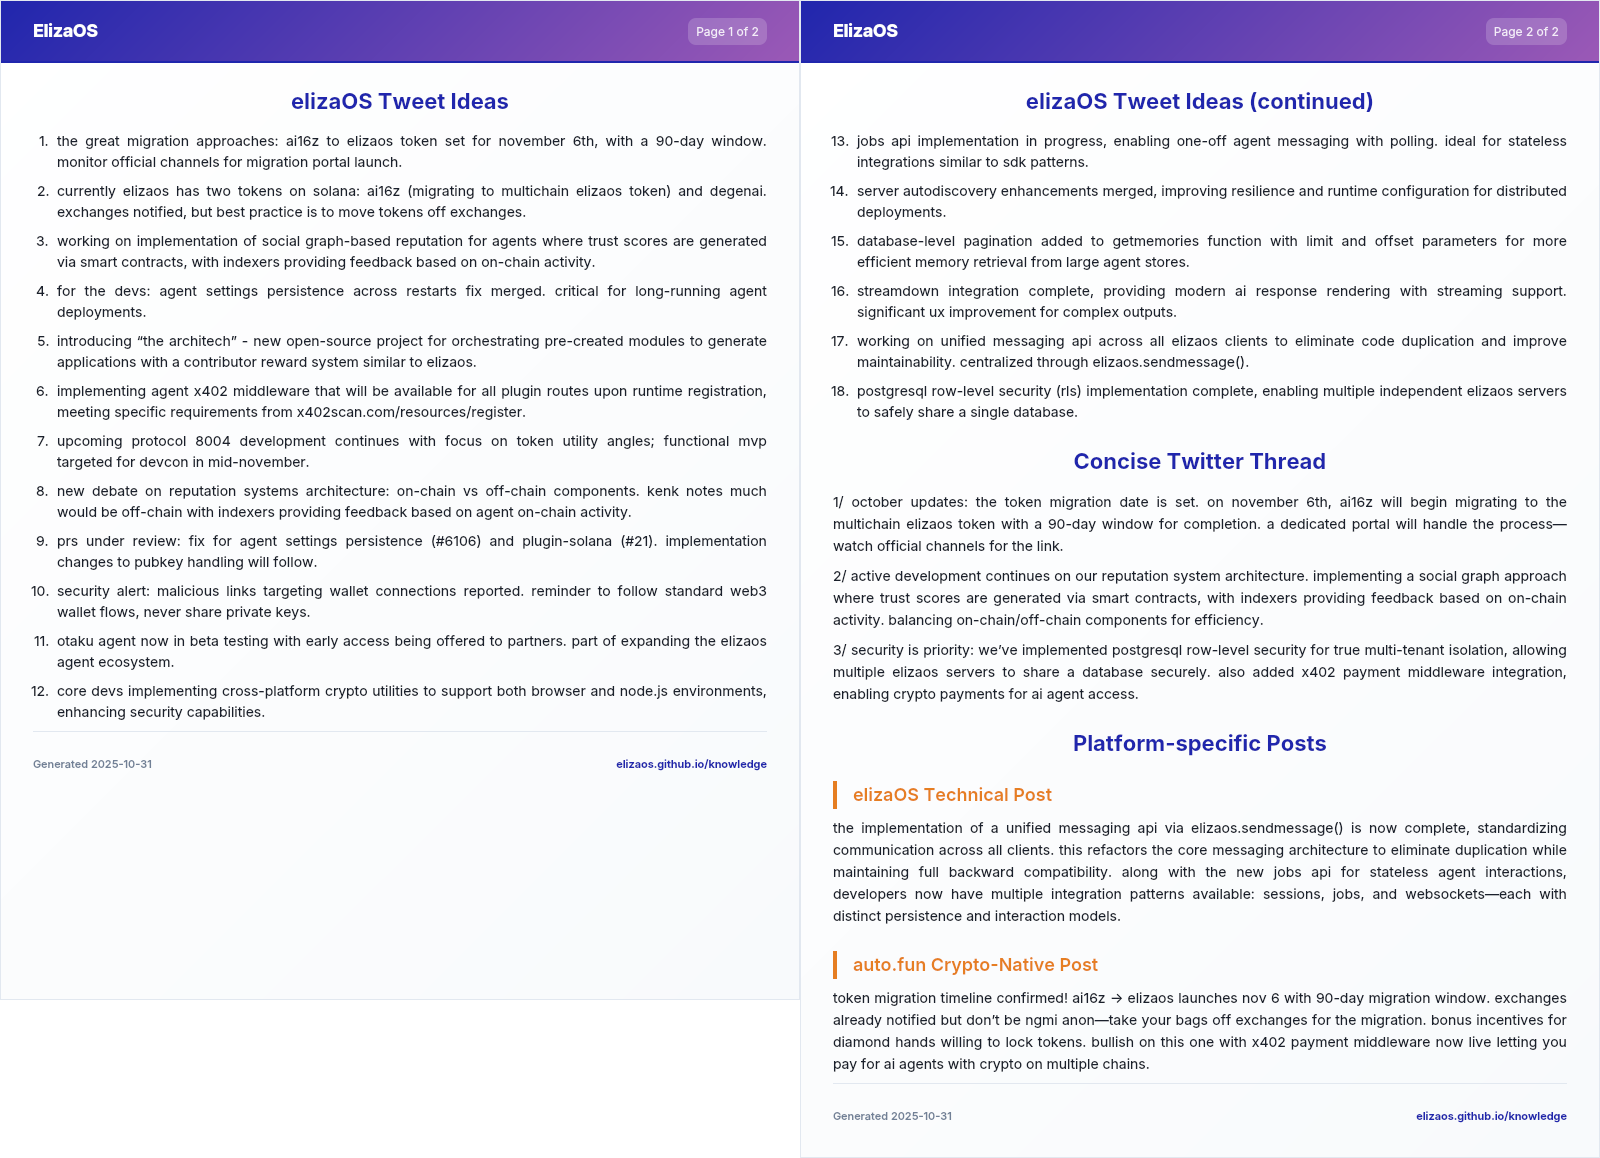 ElizaOS
Page 1 of 2
elizaOS Tweet Ideas
1. the great migration approaches: ai16z to elizaos token set for november 6th, with a 90-day window.
monitor official channels for migration portal launch.
2. currently elizaos has two tokens on solana: ai16z (migrating to multichain elizaos token) and degenai.
exchanges notified, but best practice is to move tokens off exchanges.
3. working on implementation of social graph-based reputation for agents where trust scores are generated
via smart contracts, with indexers providing feedback based on on-chain activity.
4. for the devs: agent settings persistence across restarts fix merged. critical for long-running agent
deployments.
5. introducing “the architech” - new open-source project for orchestrating pre-created modules to generate
applications with a contributor reward system similar to elizaos.
6. implementing agent x402 middleware that will be available for all plugin routes upon runtime registration,
meeting specific requirements from x402scan.com/resources/register.
7. upcoming protocol 8004 development continues with focus on token utility angles; functional mvp
targeted for devcon in mid-november.
8. new debate on reputation systems architecture: on-chain vs off-chain components. kenk notes much
would be off-chain with indexers providing feedback based on agent on-chain activity.
9. prs under review: fix for agent settings persistence (#6106) and plugin-solana (#21). implementation
changes to pubkey handling will follow.
10. security alert: malicious links targeting wallet connections reported. reminder to follow standard web3
wallet flows, never share private keys.
11. otaku agent now in beta testing with early access being offered to partners. part of expanding the elizaos
agent ecosystem.
12. core devs implementing cross-platform crypto utilities to support both browser and node.js environments,
enhancing security capabilities.
Generated 2025-10-31
elizaos.github.io/knowledge
ElizaOS
Page 2 of 2
elizaOS Tweet Ideas (continued)
13. jobs api implementation in progress, enabling one-off agent messaging with polling. ideal for stateless
integrations similar to sdk patterns.
14. server autodiscovery enhancements merged, improving resilience and runtime configuration for distributed
deployments.
15. database-level pagination added to getmemories function with limit and offset parameters for more
efficient memory retrieval from large agent stores.
16. streamdown integration complete, providing modern ai response rendering with streaming support.
significant ux improvement for complex outputs.
17. working on unified messaging api across all elizaos clients to eliminate code duplication and improve
maintainability. centralized through elizaos.sendmessage().
18. postgresql row-level security (rls) implementation complete, enabling multiple independent elizaos servers
to safely share a single database.
Concise Twitter Thread
1/ october updates: the token migration date is set. on november 6th, ai16z will begin migrating to the
multichain elizaos token with a 90-day window for completion. a dedicated portal will handle the process—
watch official channels for the link.
2/ active development continues on our reputation system architecture. implementing a social graph approach
where trust scores are generated via smart contracts, with indexers providing feedback based on on-chain
activity. balancing on-chain/off-chain components for efficiency.
3/ security is priority: we’ve implemented postgresql row-level security for true multi-tenant isolation, allowing
multiple elizaos servers to share a database securely. also added x402 payment middleware integration,
enabling crypto payments for ai agent access.
Platform-specific Posts
elizaOS Technical Post
the implementation of a unified messaging api via elizaos.sendmessage() is now complete, standardizing
communication across all clients. this refactors the core messaging architecture to eliminate duplication while
maintaining full backward compatibility. along with the new jobs api for stateless agent interactions,
developers now have multiple integration patterns available: sessions, jobs, and websockets—each with
distinct persistence and interaction models.
auto.fun Crypto-Native Post
token migration timeline confirmed! ai16z → elizaos launches nov 6 with 90-day migration window. exchanges
already notified but don’t be ngmi anon—take your bags off exchanges for the migration. bonus incentives for
diamond hands willing to lock tokens. bullish on this one with x402 payment middleware now live letting you
pay for ai agents with crypto on multiple chains.
Generated 2025-10-31
elizaos.github.io/knowledge